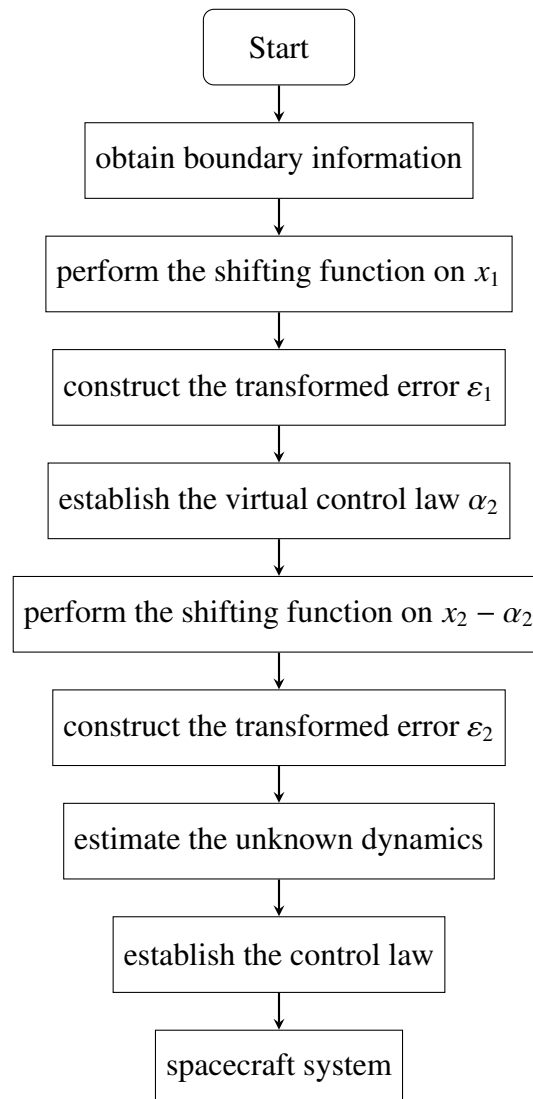 Start
obtain boundary information
perform the shifting function on x₁
construct the transformed error ε₁
establish the virtual control law α₂
perform the shifting function on x₂ − α₂
construct the transformed error ε₂
estimate the unknown dynamics
establish the control law
spacecraft system